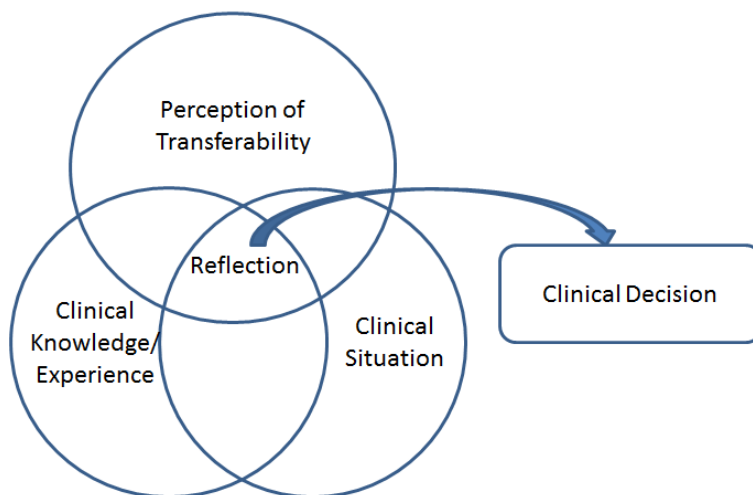 Perception of
Transferability
Reflection
Clinical
Knowledge/
Experience
Clinical
Situation
Clinical Decision